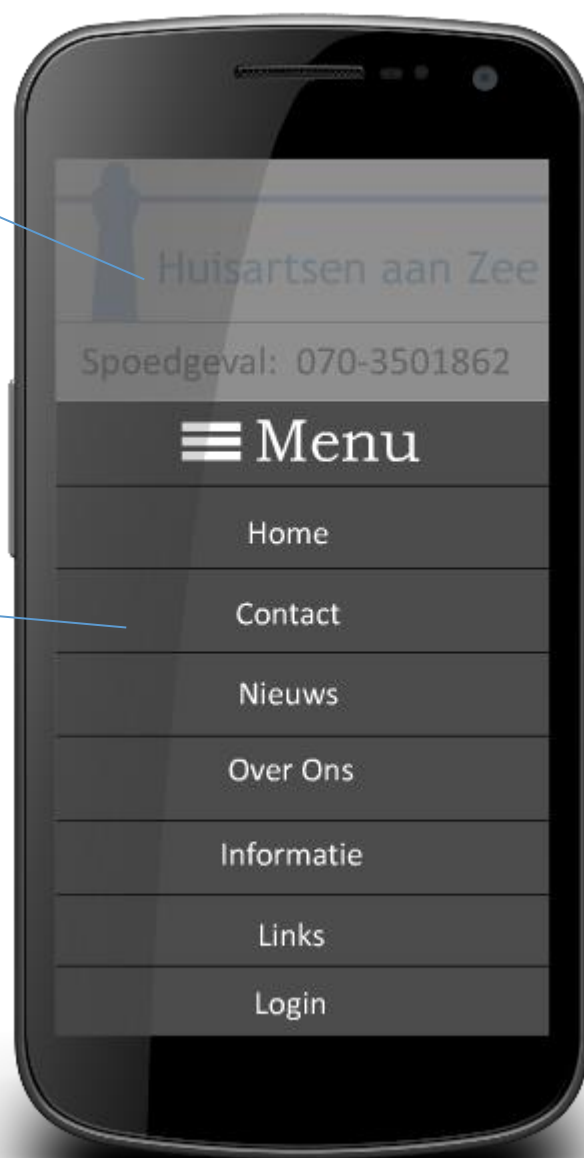 Huisartsen aan Zee
Spoedgeval: 070-3501862
Menu
Home
Contact
Nieuws
Over Ons
Informatie
Links
Login